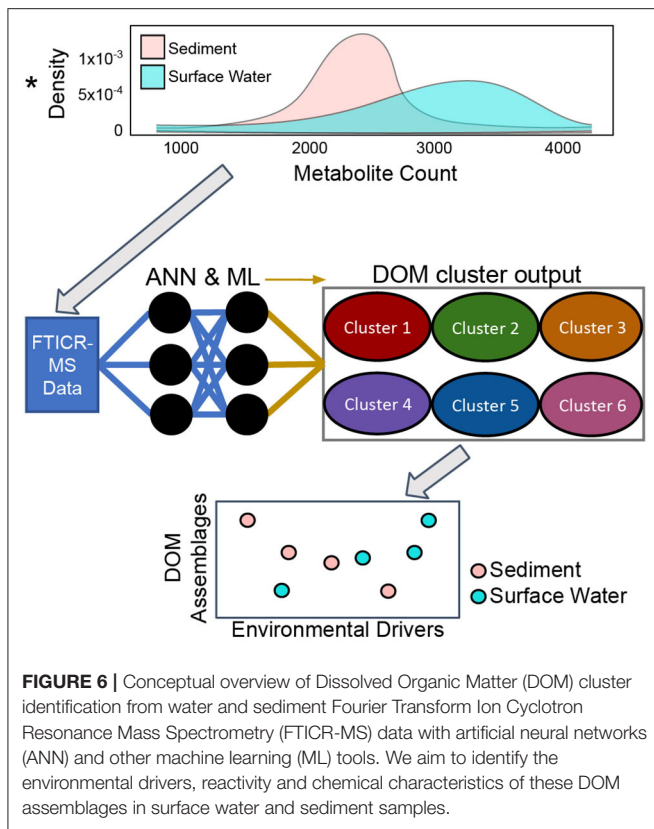 Sediment
Surface Water
*
Density
1x10⁻³
5x10⁻⁴
0
1000 2000 3000 4000
Metabolite Count
ANN & ML
DOM cluster output
FTICR-
MS
Data
Cluster 1 Cluster 2 Cluster 3
Cluster 4 Cluster 5 Cluster 6
DOM
Assemblages
Sediment
Surface Water
Environmental Drivers
FIGURE 6 | Conceptual overview of Dissolved Organic Matter (DOM) cluster
identification from water and sediment Fourier Transform Ion Cyclotron
Resonance Mass Spectrometry (FTICR-MS) data with artificial neural networks
(ANN) and other machine learning (ML) tools. We aim to identify the
environmental drivers, reactivity and chemical characteristics of these DOM
assemblages in surface water and sediment samples.